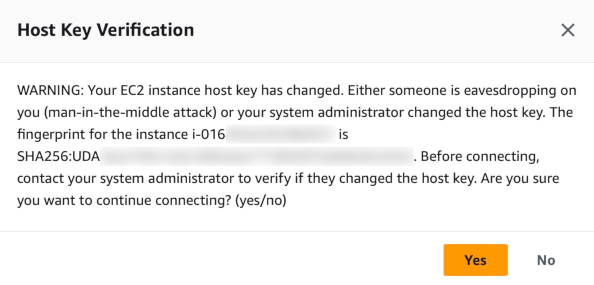 Host Key Verification
WARNING: Your EC2 instance host key has changed. Either someone is eavesdropping on
you (man-in-the-middle attack) or your system administrator changed the host key. The
fingerprint for the instance i-016 is
SHA256:UDA . Before connecting,
contact your system administrator to verify if they changed the host key. Are you sure
you want to continue connecting? (yes/no)
Yes No